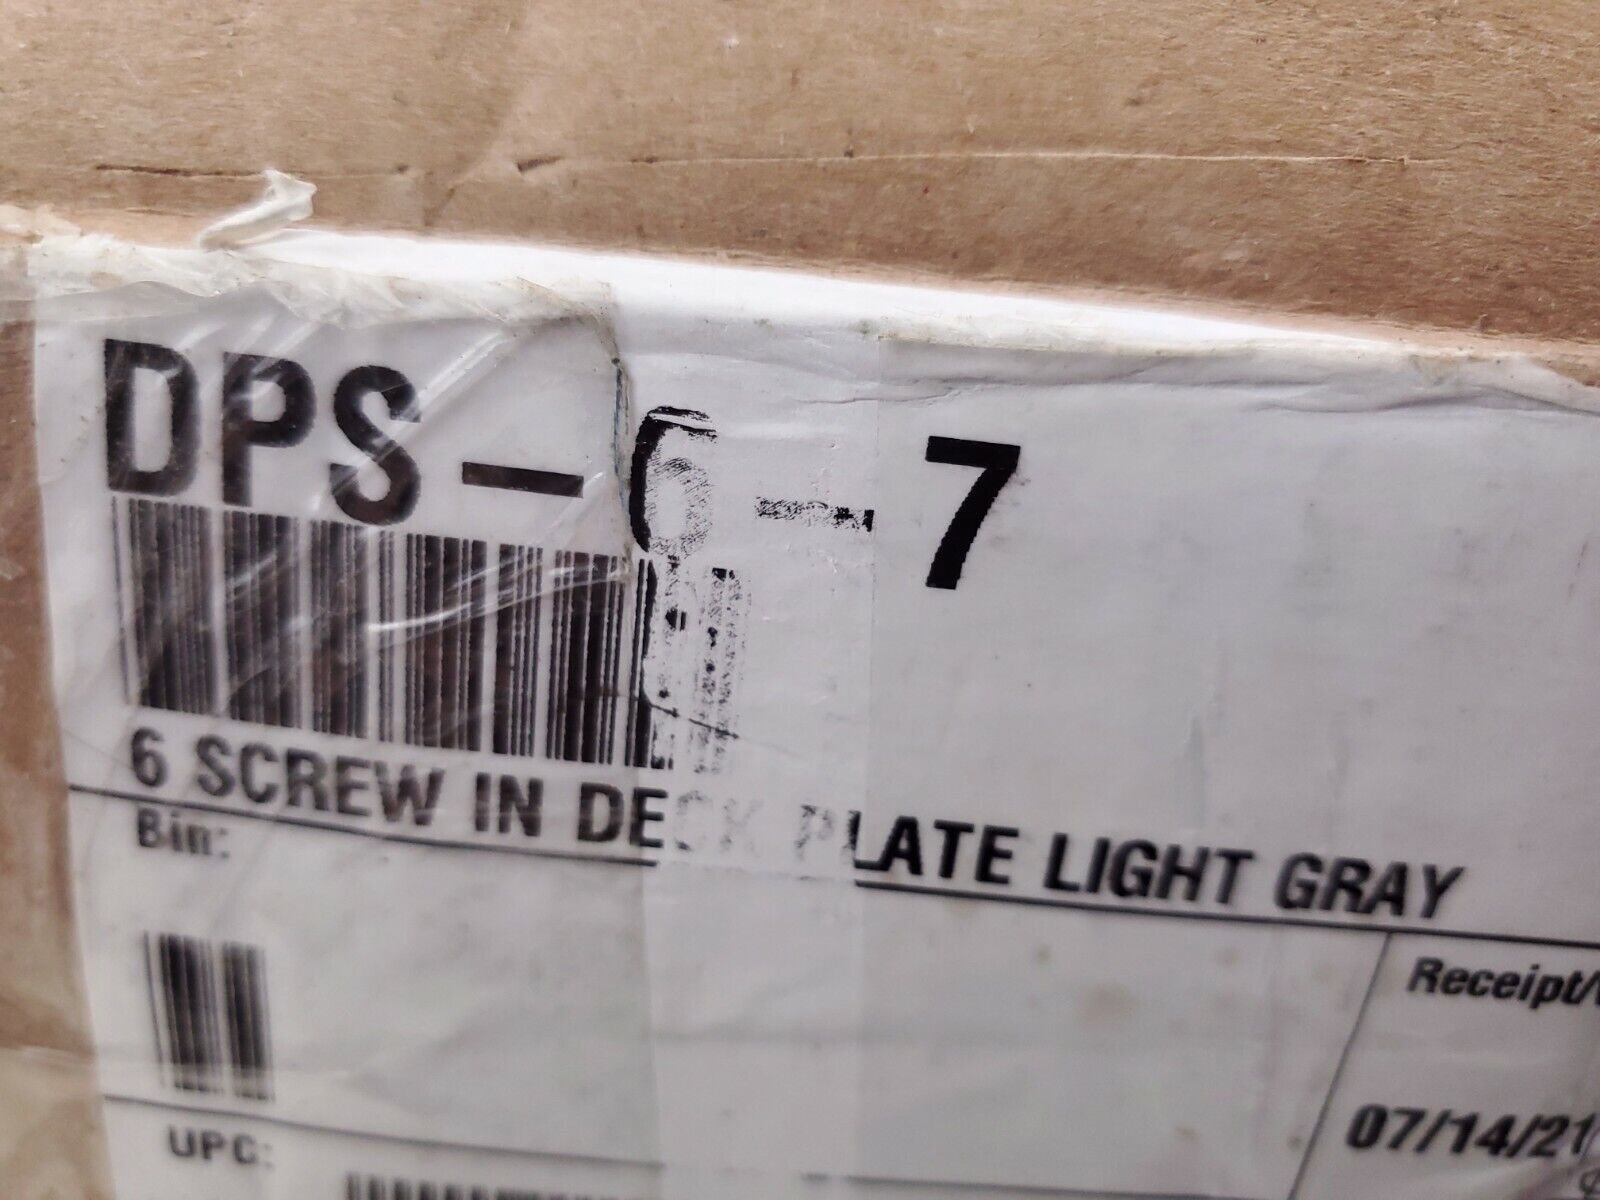 DPS-6-7
6 SCREW IN DECK PLATE LIGHT GRAY
Bin:
Receipt/
07/14/21
UPC: